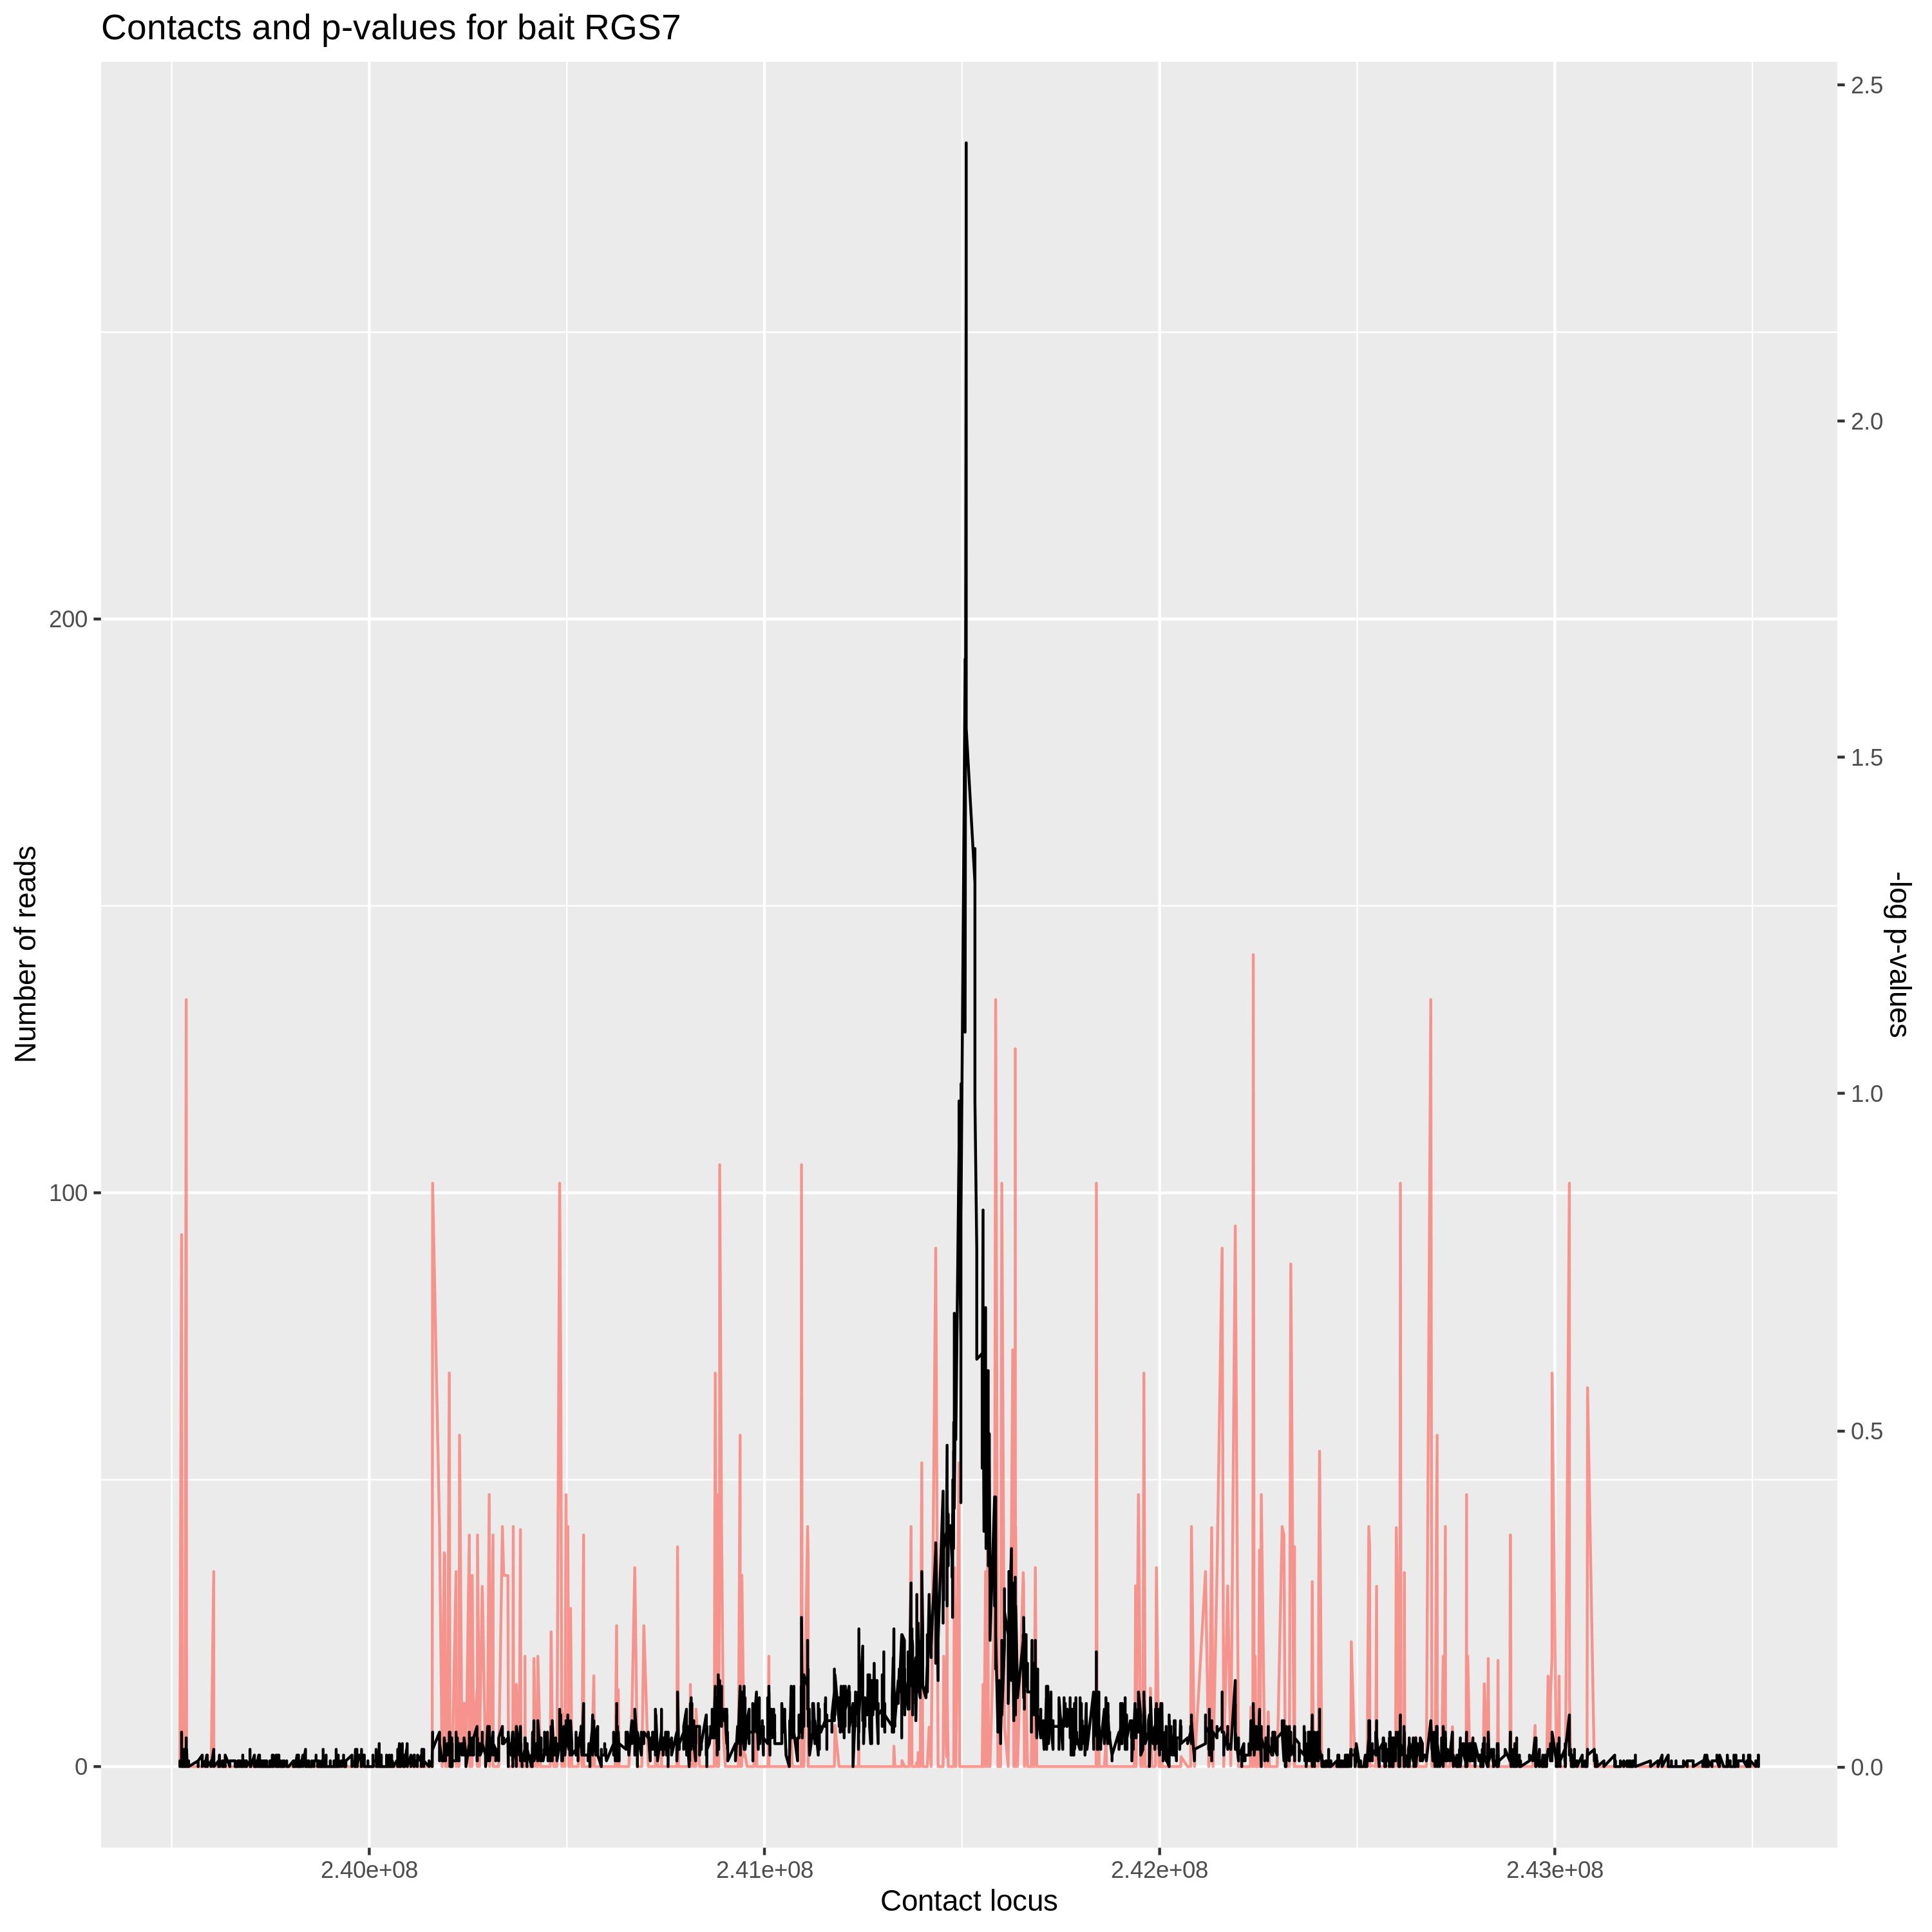 Contacts and p-values for bait RGS7
2.5
2.0
200
1.5
Number of reads
-log p-values
1.0
100
0.5
0
0.0
2.40e+08
2.41e+08
2.42e+08
2.43e+08
Contact locus